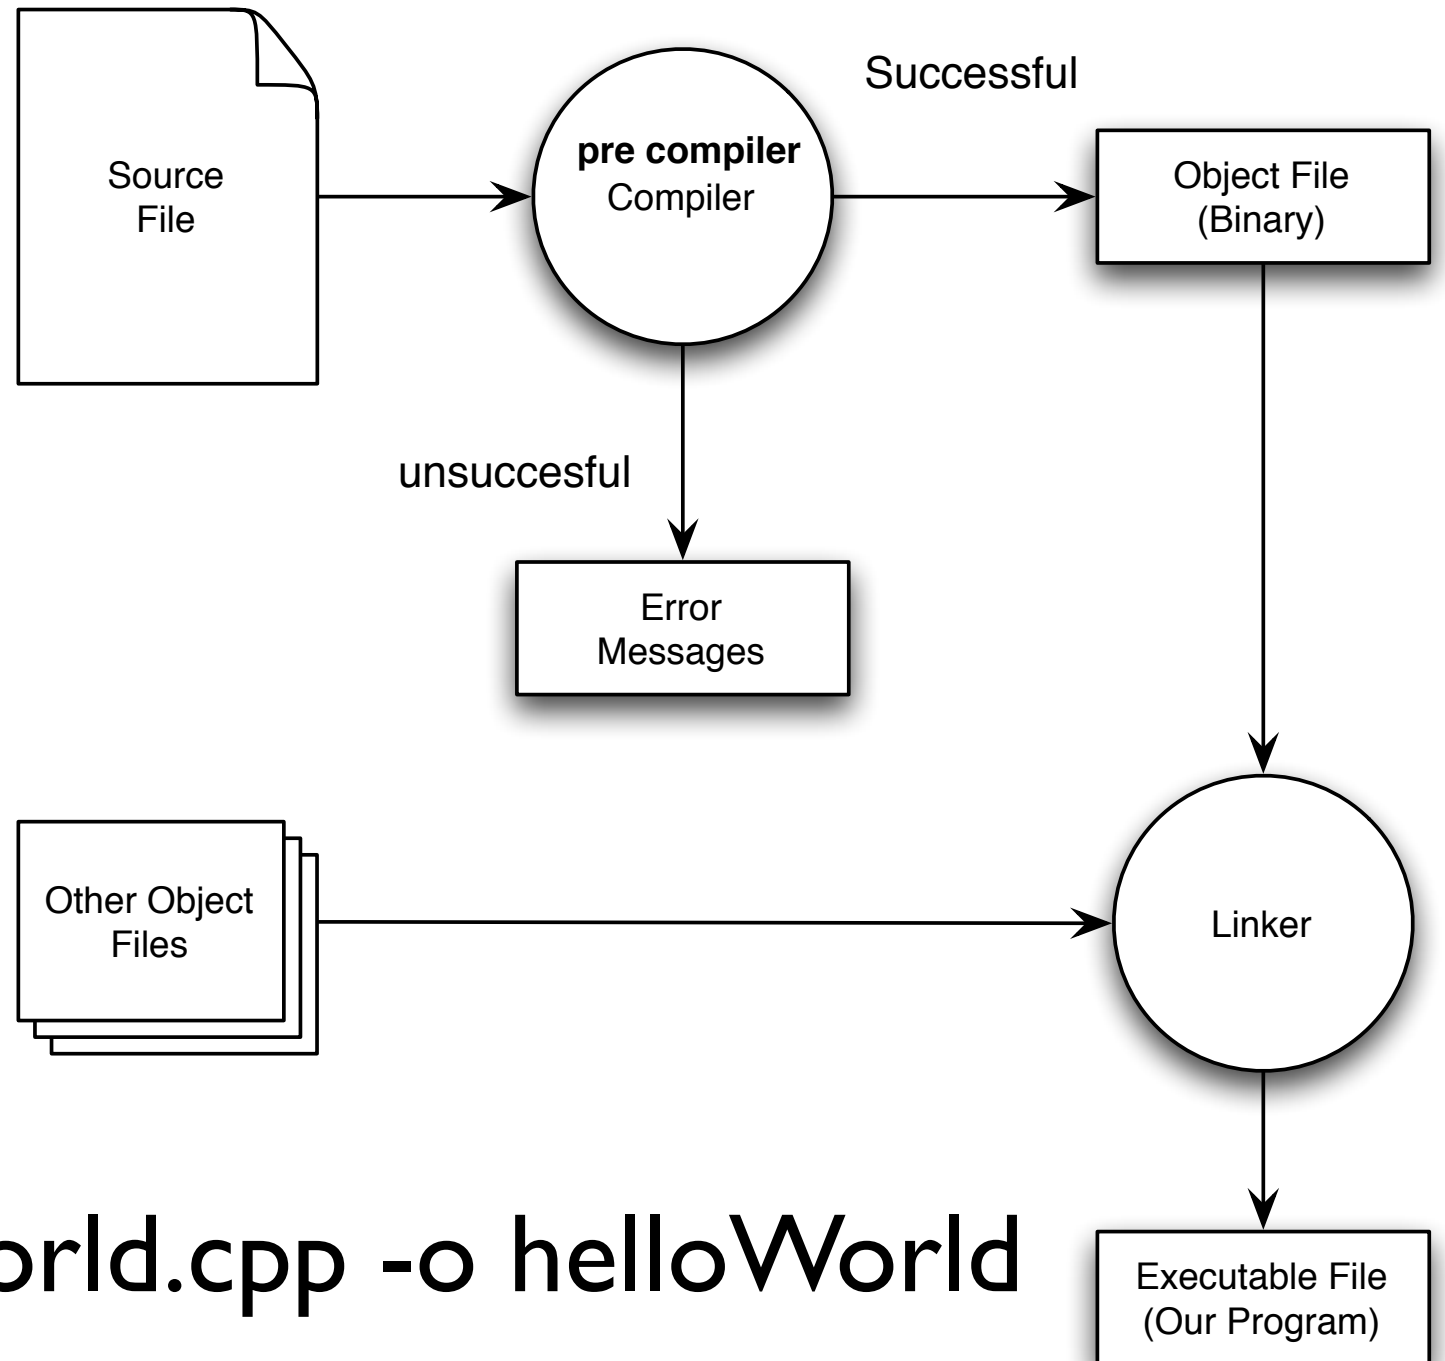 Successful
pre compiler
Compiler
Source
File
Object File
(Binary)
unsuccesful
Error
Messages
Other Object
Files
Linker
orld.cpp -o helloWorld
Executable File
(Our Program)